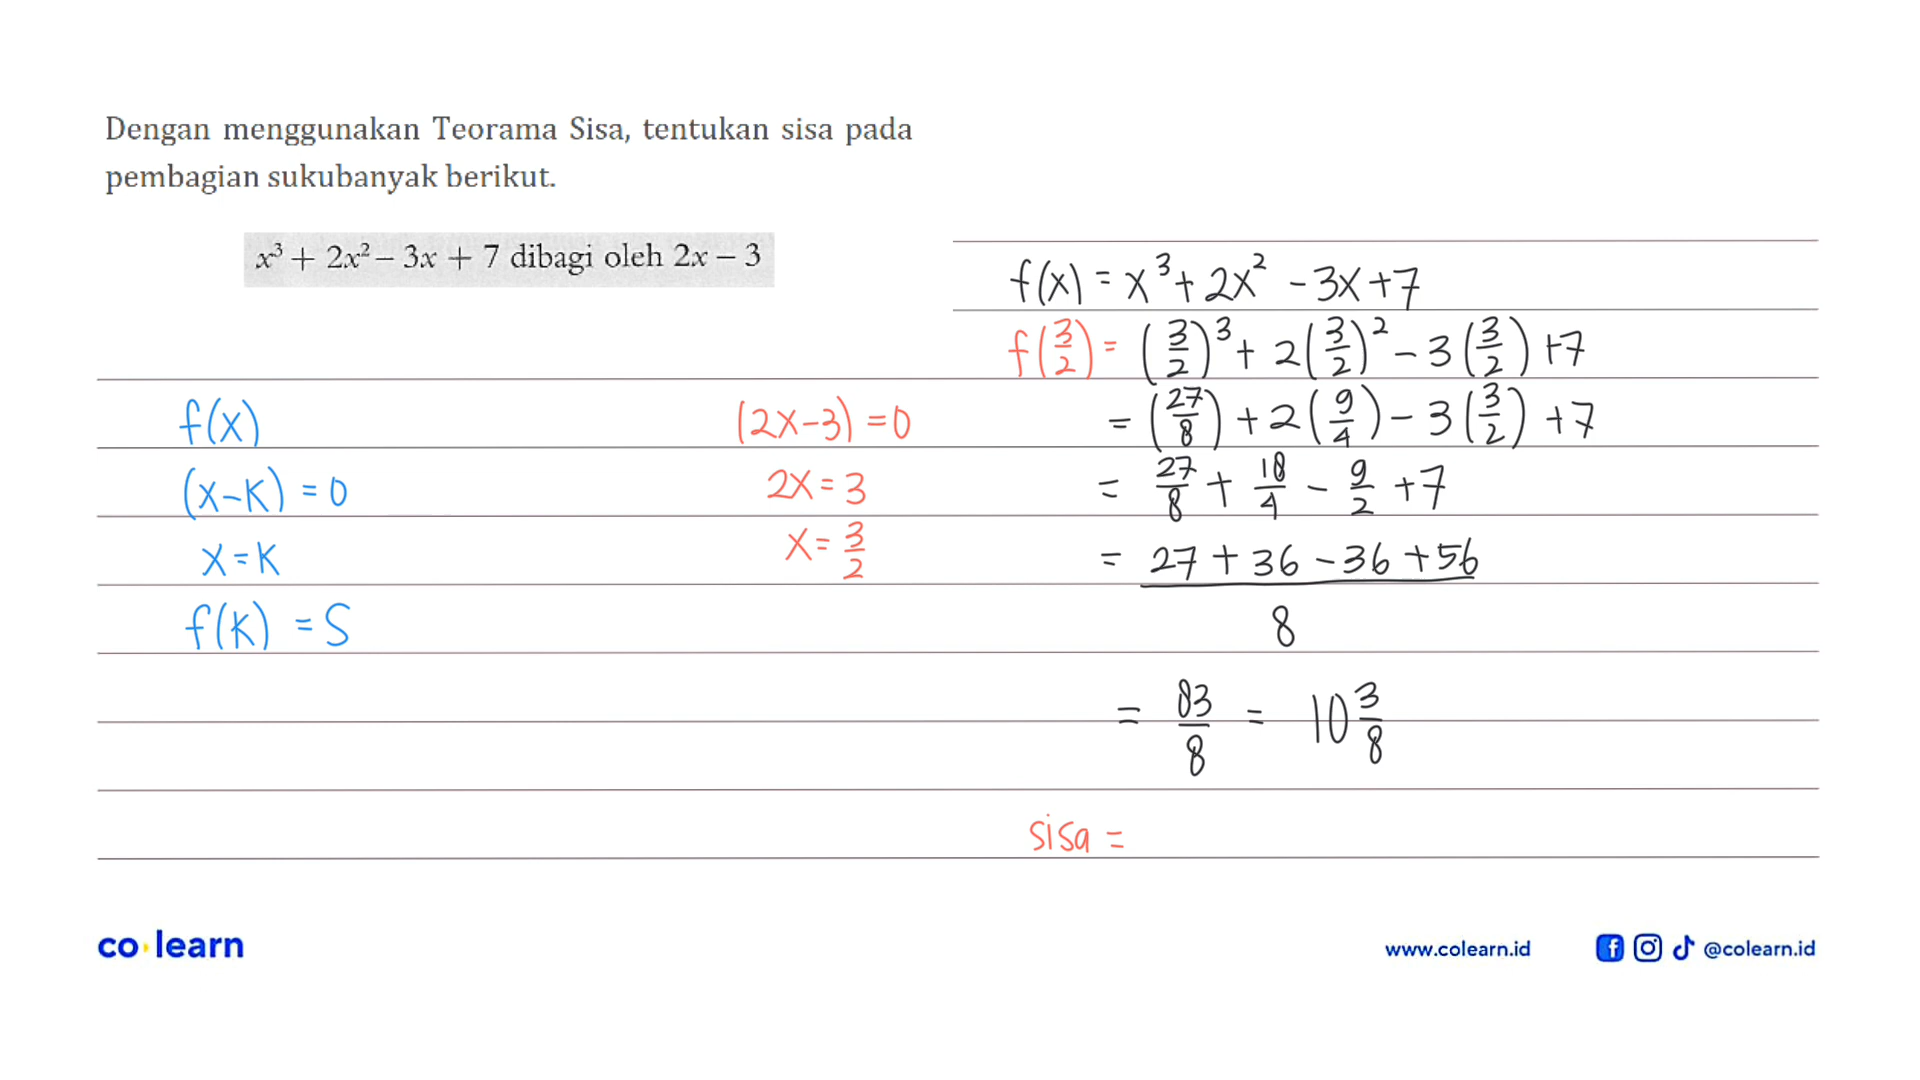 Dengan menggunakan Teorama Sisa, tentukan sisa pada
pembagian sukubanyak berikut.
x³ + 2x² – 3x + 7 dibagi oleh 2x – 3
f(x)
(x-k) = 0
x=k
f(k) = S
(2x-3) = 0
2x = 3
x = 3/2
f(x) = x³ + 2x² - 3x + 7
f(3/2) = (3/2)³ + 2(3/2)² - 3(3/2) + 7
= (27/8) + 2(9/4) - 3(3/2) + 7
= 27/8 + 18/4 - 9/2 + 7
= 27 + 36 - 36 + 56
8
= 83/8 = 10 3/8
sisa =
co·learn
www.colearn.id
@colearn.id